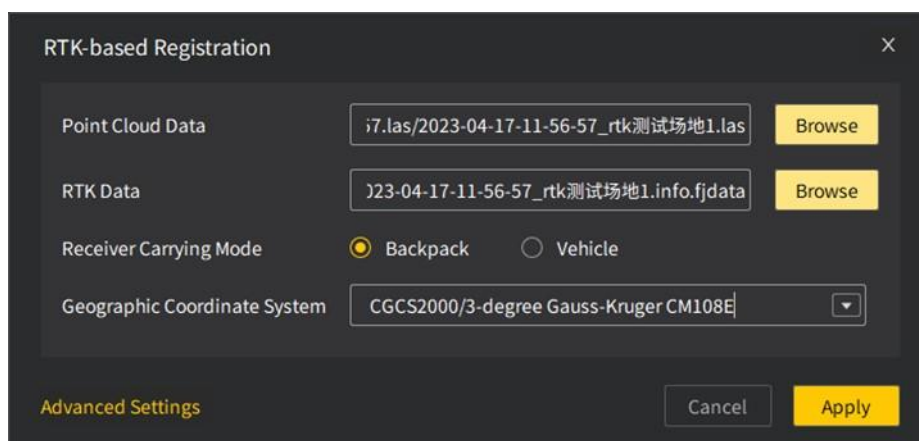 RTK-based Registration
Point Cloud Data
57.las/2023-04-17-11-56-57_rtk测试场地1.las
Browse
RTK Data
023-04-17-11-56-57_rtk测试场地1.info.fjdata
Browse
Receiver Carrying Mode
Backpack
Vehicle
Geographic Coordinate System
CGCS2000/3-degree Gauss-Kruger CM108E
Advanced Settings
Cancel
Apply